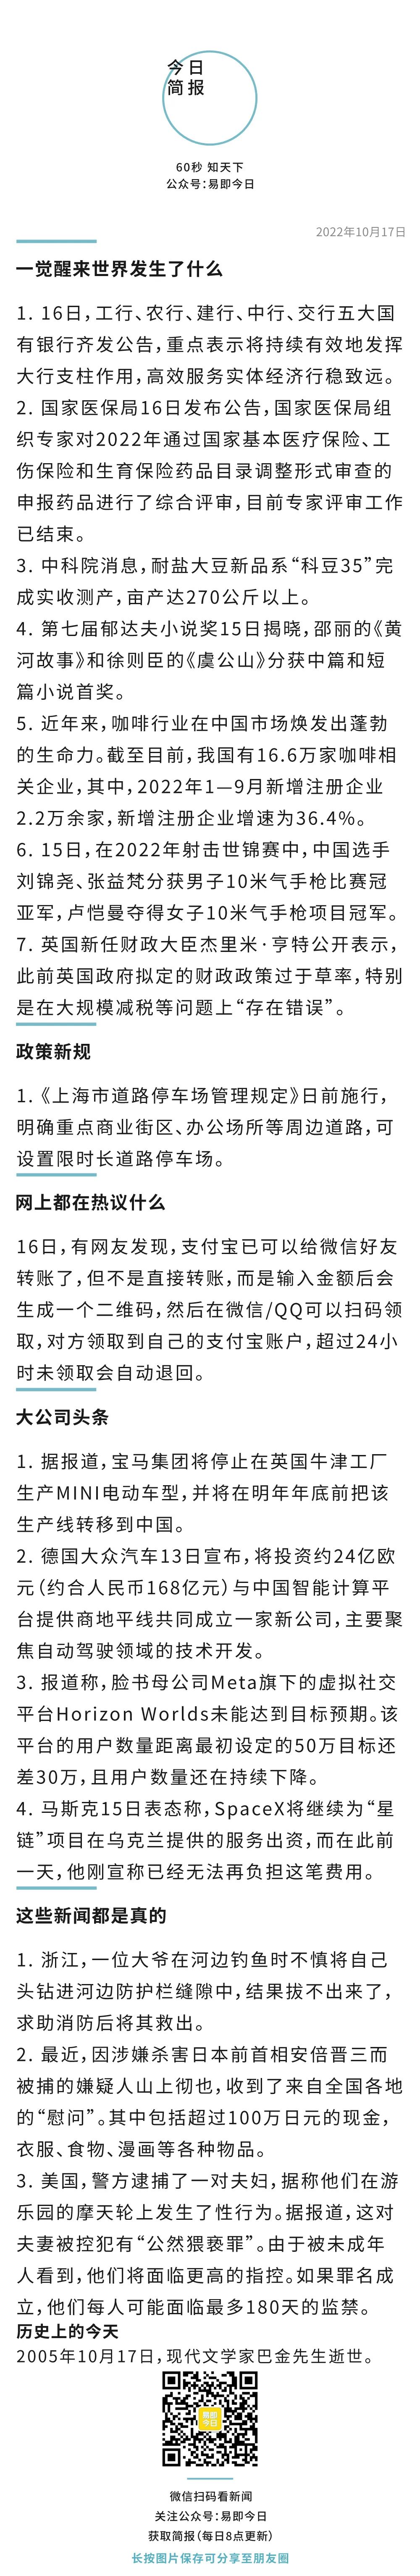 今日
简报
60秒 知天下
公众号：易即今日
2022年10月17日
一觉醒来世界发生了什么
1. 16日，工行、农行、建行、中行、交行五大国
有银行齐发公告，重点表示将持续有效地发挥
大行支柱作用，高效服务实体经济行稳致远。
2. 国家医保局16日发布公告，国家医保局组
织专家对2022年通过国家基本医疗保险、工
伤保险和生育保险药品目录调整形式审查的
申报药品进行了综合评审，目前专家评审工作
已结束。
3. 中科院消息，耐盐大豆新品系“科豆35”完
成实收测产，亩产达270公斤以上。
4. 第七届郁达夫小说奖15日揭晓，邵丽的《黄
河故事》和徐则臣的《虞公山》分获中篇和短
篇小说首奖。
5. 近年来，咖啡行业在中国市场焕发出蓬勃
的生命力。截至目前，我国有16.6万家咖啡相
关企业，其中，2022年1—9月新增注册企业
2.2万余家，新增注册企业增速为36.4%。
6. 15日，在2022年射击世锦赛中，中国选手
刘锦尧、张益梵分获男子10米气手枪比赛冠
亚军，卢恺曼夺得女子10米气手枪项目冠军。
7. 英国新任财政大臣杰里米·亨特公开表示，
此前英国政府拟定的财政政策过于草率，特别
是在大规模减税等问题上“存在错误”。
政策新规
1.《上海市道路停车场管理规定》日前施行，
明确重点商业街区、办公场所等周边道路，可
设置限时长道路停车场。
网上都在热议什么
16日，有网友发现，支付宝已可以给微信好友
转账了，但不是直接转账，而是输入金额后会
生成一个二维码，然后在微信/QQ可以扫码领
取，对方领取到自己的支付宝账户，超过24小
时未领取会自动退回。
大公司头条
1. 据报道，宝马集团将停止在英国牛津工厂
生产MINI电动车型，并将在明年年底前把该
生产线转移到中国。
2. 德国大众汽车13日宣布，将投资约24亿欧
元（约合人民币168亿元）与中国智能计算平
台提供商地平线共同成立一家新公司，主要聚
焦自动驾驶领域的技术开发。
3. 报道称，脸书母公司Meta旗下的虚拟社交
平台Horizon Worlds未能达到目标预期。该
平台的用户数量距离最初设定的50万目标还
差30万，且用户数量还在持续下降。
4. 马斯克15日表态称，SpaceX将继续为“星
链”项目在乌克兰提供的服务出资，而在此前
一天，他刚宣称已经无法再负担这笔费用。
这些新闻都是真的
1. 浙江，一位大爷在河边钓鱼时不慎将自己
头钻进河边防护栏缝隙中，结果拔不出来了，
求助消防后将其救出。
2. 最近，因涉嫌杀害日本前首相安倍晋三而
被捕的嫌疑人山上彻也，收到了来自全国各地
的“慰问”。其中包括超过100万日元的现金，
衣服、食物、漫画等各种物品。
3. 美国，警方逮捕了一对夫妇，据称他们在游
乐园的摩天轮上发生了性行为。据报道，这对
夫妻被控犯有“公然猥亵罪”。由于被未成年
人看到，他们将面临更高的指控。如果罪名成
立，他们每人可能面临最多180天的监禁。
历史上的今天
2005年10月17日，现代文学家巴金先生逝世。
易即
今日
微信扫码看新闻
关注公众号：易即今日
获取简报（每日8点更新）
长按图片保存可分享至朋友圈